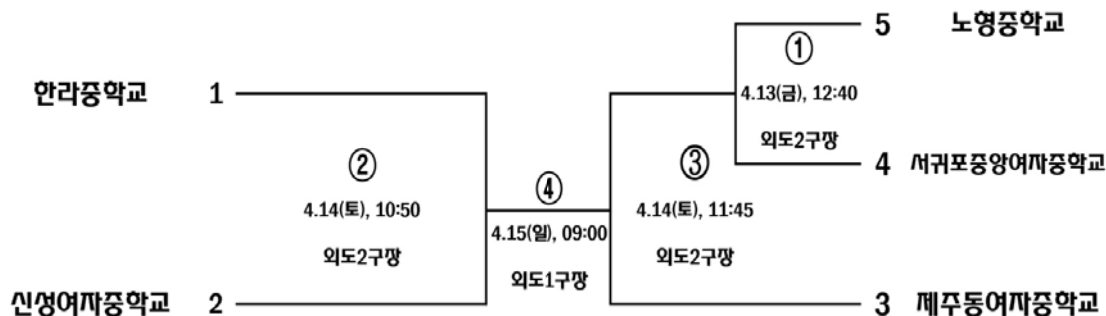 5 노형중학교
①
한라중학교 1
4.13(금), 12:40
외도2구장
② ③ 4 서귀포중앙여자중학교
④
4.14(토), 10:50 4.14(토), 11:45
4.15(일), 09:00
외도2구장 외도2구장
외도1구장
신성여자중학교 2 3 제주동여자중학교